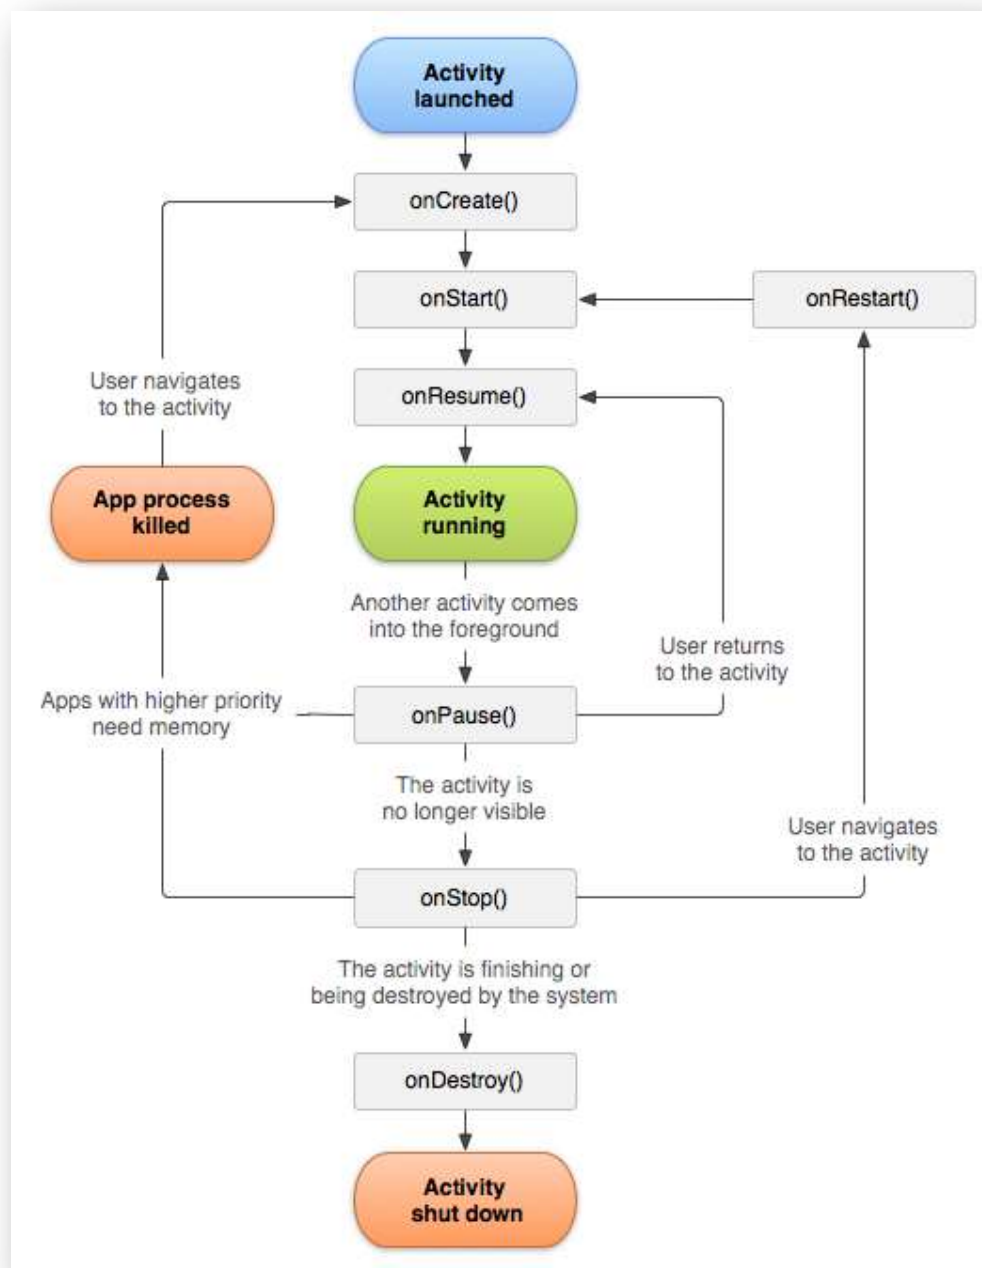 Activity
launched
onCreate()
onStart()
onRestart()
User navigates
to the activity
onResume()
App process
killed
Activity
running
Another activity comes
into the foreground
User returns
to the activity
Apps with higher priority
need memory
onPause()
The activity is
no longer visible
User navigates
to the activity
onStop()
The activity is finishing or
being destroyed by the system
onDestroy()
Activity
shut down